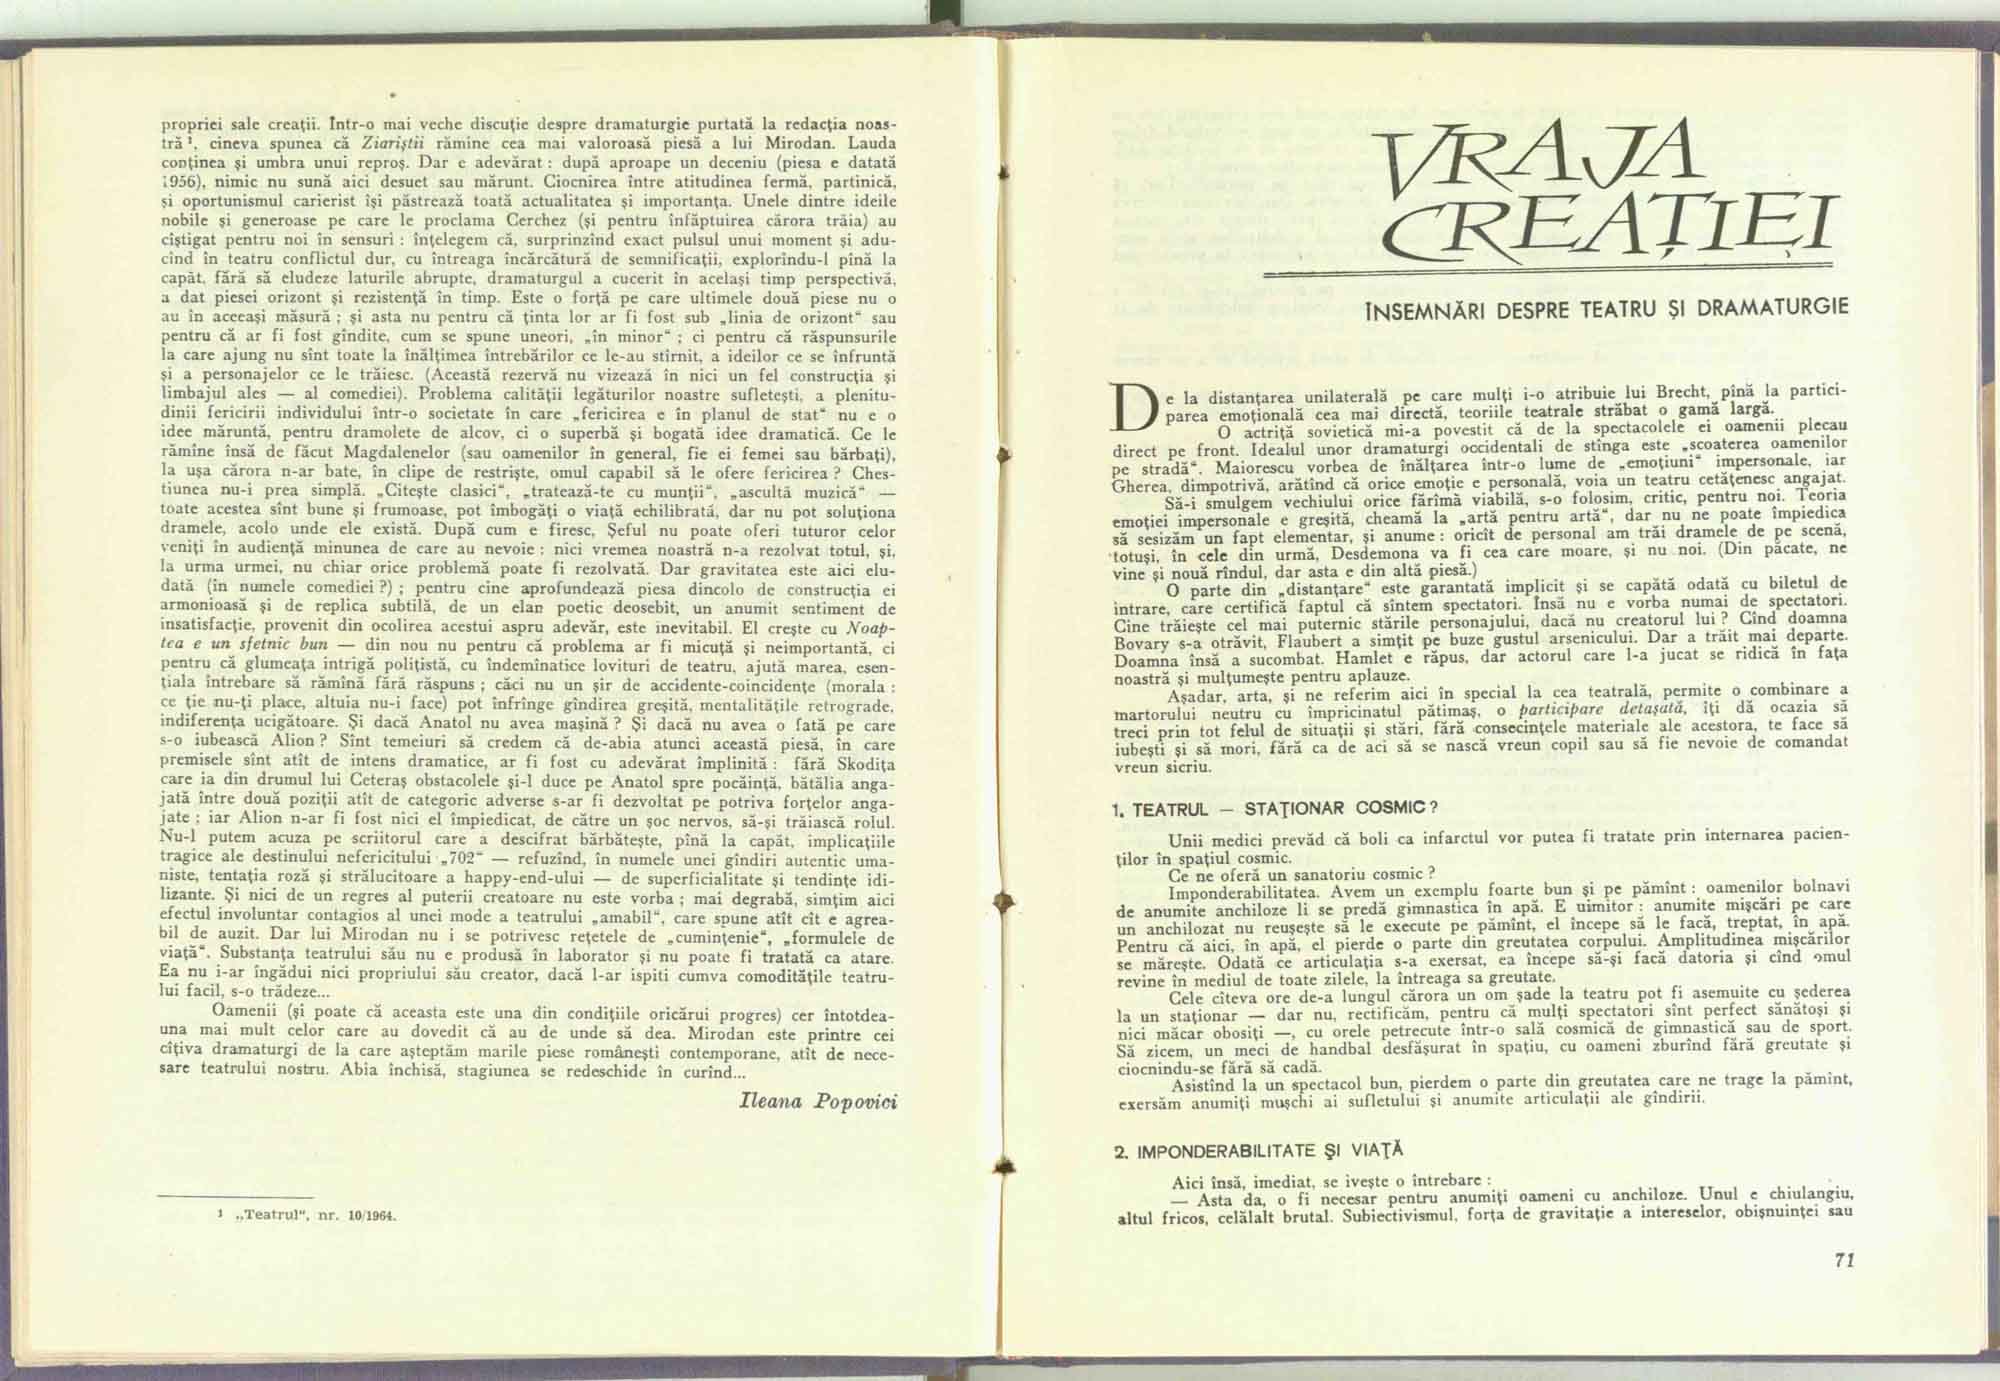 propriei sale creații. Într-o mai veche discuție despre dramaturgie purtată la redacția noas-
tră ¹, cineva spunea că Ziariștii rămîne cea mai valoroasă piesă a lui Mirodan. Lauda
conținea și umbra unui reproș. Dar e adevărat : după aproape un deceniu (piesa e datată
1956), nimic nu sună aici desuet sau mărunt. Ciocnirea între atitudinea fermă, partinică,
și oportunismul carierist își păstrează toată actualitatea și importanța. Unele dintre ideile
nobile și generoase pe care le proclama Cerchez (și pentru înfăptuirea cărora trăia) au
cîștigat pentru noi în sensuri : înțelegem că, surprinzînd exact pulsul unui moment și adu-
cînd în teatru conflictul dur, cu întreaga încărcătură de semnificații, explorîndu-l pînă la
capăt, fără să eludeze laturile abrupte, dramaturgul a cucerit în același timp perspectivă,
a dat piesei orizont și rezistență în timp. Este o forță pe care ultimele două piese nu o
au în aceeași măsură ; și asta nu pentru că ținta lor ar fi fost sub „linia de orizont“ sau
pentru că ar fi fost gîndite, cum se spune uneori, „în minor“ ; ci pentru că răspunsurile
la care ajung nu sînt toate la înălțimea întrebărilor ce le-au stîrnit, a ideilor ce se înfruntă
și a personajelor ce le trăiesc. (Această rezervă nu vizează în nici un fel construcția și
limbajul ales — al comediei). Problema calității legăturilor noastre sufletești, a plenitu-
dinii fericirii individului într-o societate în care „fericirea e în planul de stat“ nu e o
idee măruntă, pentru dramolete de alcov, ci o superbă și bogată idee dramatică. Ce le
rămîne însă de făcut Magdalenelor (sau oamenilor în general, fie ei femei sau bărbați),
la ușa cărora n-ar bate, în clipe de restriște, omul capabil să le ofere fericirea ? Ches-
tiunea nu-i prea simplă. „Citește clasici“, „tratează-te cu munții“, „ascultă muzică“ —
toate acestea sînt bune și frumoase, pot îmbogăți o viață echilibrată, dar nu pot soluționa
dramele, acolo unde ele există. După cum e firesc, Șeful nu poate oferi tuturor celor
veniți în audiență minunea de care au nevoie : nici vremea noastră n-a rezolvat totul, și,
la urma urmei, nu chiar orice problemă poate fi rezolvată. Dar gravitatea este aici elu-
dată (în numele comediei ?) ; pentru cine aprofundează piesa dincolo de construcția ei
armonioasă și de replica subtilă, de un elan poetic deosebit, un anumit sentiment de
insatisfacție, provenit din ocolirea acestui aspru adevăr, este inevitabil. El crește cu Noap-
tea e un sfetnic bun — din nou nu pentru că problema ar fi micuță și neimportantă, ci
pentru că glumeața intrigă polițistă, cu îndemînatice lovituri de teatru, ajută marea, esen-
țiala întrebare să rămînă fără răspuns ; căci nu un șir de accidente-coincidențe (morala :
ce ție nu-ți place, altuia nu-i face) pot înfrînge gîndirea greșită, mentalitățile retrograde,
indiferența ucigătoare. Și dacă Anatol nu avea mașină ? Și dacă nu avea o fată pe care
s-o iubească Alion ? Sînt temeiuri să credem că de-abia atunci această piesă, în care
premisele sînt atît de intens dramatice, ar fi fost cu adevărat împlinită : fără Skodița
care ia din drumul lui Ceteraș obstacolele și-l duce pe Anatol spre pocăință, bătălia anga-
jată între două poziții atît de categoric adverse s-ar fi dezvoltat pe potriva forțelor anga-
jate ; iar Alion n-ar fi fost nici el împiedicat, de către un șoc nervos, să-și trăiască rolul.
Nu-l putem acuza pe scriitorul care a descifrat bărbătește, pînă la capăt, implicațiile
tragice ale destinului nefericitului „702“ — refuzînd, în numele unei gîndiri autentic uma-
niste, tentația roză și strălucitoare a happy-end-ului — de superficialitate și tendințe idi-
lizante. Și nici de un regres al puterii creatoare nu este vorba ; mai degrabă, simțim aici
efectul involuntar contagios al unei mode a teatrului „amabil“, care spune atît cît e agrea-
bil de auzit. Dar lui Mirodan nu i se potrivesc rețetele de „cumințenie“, „formulele de
viață“. Substanța teatrului său nu e produsă în laborator și nu poate fi tratată ca atare.
Ea nu i-ar îngădui nici propriului său creator, dacă l-ar ispiti cumva comoditățile teatru-
lui facil, s-o trădeze...
Oamenii (și poate că aceasta este una din condițiile oricărui progres) cer întotdea-
una mai mult celor care au dovedit că au de unde să dea. Mirodan este printre cei
cîțiva dramaturgi de la care așteptăm marile piese românești contemporane, atît de nece-
sare teatrului nostru. Abia închisă, stagiunea se redeschide în curînd...
Ileana Popovici
¹ „Teatrul“, nr. 10/1964.
VRAJA
CREAȚIEI
ÎNSEMNĂRI DESPRE TEATRU ȘI DRAMATURGIE
De la distanțarea unilaterală pe care mulți i-o atribuie lui Brecht, pînă la partici-
parea emoțională cea mai directă, teoriile teatrale străbat o gamă largă.
O actriță sovietică mi-a povestit că de la spectacolele ei oamenii plecau
direct pe front. Idealul unor dramaturgi occidentali de stînga este „scoaterea oamenilor
pe stradă“. Maiorescu vorbea de înălțarea într-o lume de „emoțiuni“ impersonale, iar
Gherea, dimpotrivă, arătînd că orice emoție e personală, voia un teatru cetățenesc angajat.
Să-i smulgem vechiului orice fărîmă viabilă, s-o folosim, critic, pentru noi. Teoria
emoției impersonale e greșită, cheamă la „artă pentru artă“, dar nu ne poate împiedica
să sesizăm un fapt elementar, și anume : oricît de personal am trăi dramele de pe scenă,
totuși, în cele din urmă, Desdemona va fi cea care moare, și nu noi. (Din păcate, ne
vine și nouă rîndul, dar asta e din altă piesă.)
O parte din „distanțare“ este garantată implicit și se capătă odată cu biletul de
intrare, care certifică faptul că sîntem spectatori. Însă nu e vorba numai de spectatori.
Cine trăiește cel mai puternic stările personajului, dacă nu creatorul lui ? Cînd doamna
Bovary s-a otrăvit, Flaubert a simțit pe buze gustul arsenicului. Dar a trăit mai departe.
Doamna însă a sucombat. Hamlet e răpus, dar actorul care l-a jucat se ridică în fața
noastră și mulțumește pentru aplauze.
Așadar, arta, și ne referim aici în special la cea teatrală, permite o combinare a
martorului neutru cu împricinatul pătimaș, o participare detașată, îți dă ocazia să
treci prin tot felul de situații și stări, fără consecințele materiale ale acestora, te face să
iubești și să mori, fără ca de aci să se nască vreun copil sau să fie nevoie de comandat
vreun sicriu.
1. TEATRUL — STAȚIONAR COSMIC ?
Unii medici prevăd că boli ca infarctul vor putea fi tratate prin internarea pacien-
ților în spațiul cosmic.
Ce ne oferă un sanatoriu cosmic ?
Imponderabilitatea. Avem un exemplu foarte bun și pe pămînt : oamenilor bolnavi
de anumite anchiloze li se predă gimnastica în apă. E uimitor : anumite mișcări pe care
un anchilozat nu reușește să le execute pe pămînt, el începe să le facă, treptat, în apă.
Pentru că aici, în apă, el pierde o parte din greutatea corpului. Amplitudinea mișcărilor
se mărește. Odată ce articulația s-a exersat, ea începe să-și facă datoria și cînd omul
revine în mediul de toate zilele, la întreaga sa greutate.
Cele cîteva ore de-a lungul cărora un om șade la teatru pot fi asemuite cu șederea
la un staționar — dar nu, rectificăm, pentru că mulți spectatori sînt perfect sănătoși și
nici măcar obosiți —, cu orele petrecute într-o sală cosmică de gimnastică sau de sport.
Să zicem, un meci de handbal desfășurat în spațiu, cu oameni zburînd fără greutate și
ciocnindu-se fără să cadă.
Asistînd la un spectacol bun, pierdem o parte din greutatea care ne trage la pămînt,
exersăm anumiți mușchi ai sufletului și anumite articulații ale gîndirii.
2. IMPONDERABILITATE ȘI VIAȚĂ
Aici însă, imediat, se ivește o întrebare :
— Asta da, o fi necesar pentru anumiți oameni cu anchiloze. Unul e chiulangiu,
altul fricos, celălalt brutal. Subiectivismul, forța de gravitație a intereselor, obișnuinței sau
71